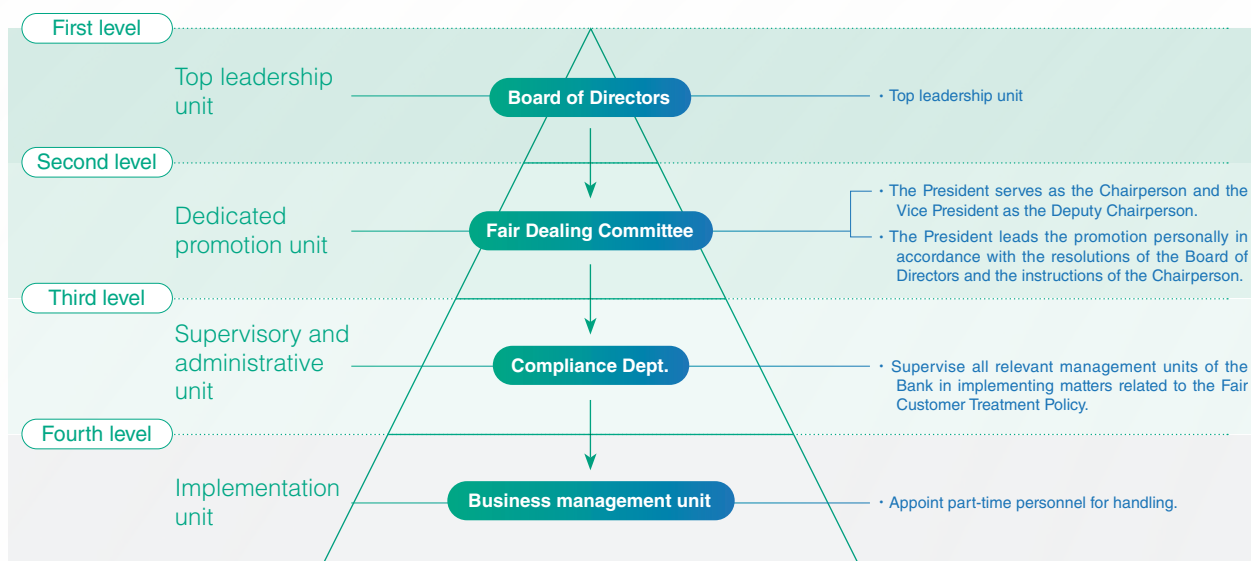 First level
Top leadership
unit
Board of Directors
・Top leadership unit
Second level
Dedicated
promotion unit
Fair Dealing Committee
・The President serves as the Chairperson and the
Vice President as the Deputy Chairperson.
・The President leads the promotion personally in
accordance with the resolutions of the Board of
Directors and the instructions of the Chairperson.
Third level
Supervisory and
administrative
unit
Compliance Dept.
・Supervise all relevant management units of the
Bank in implementing matters related to the Fair
Customer Treatment Policy.
Fourth level
Implementation
unit
Business management unit
・Appoint part-time personnel for handling.